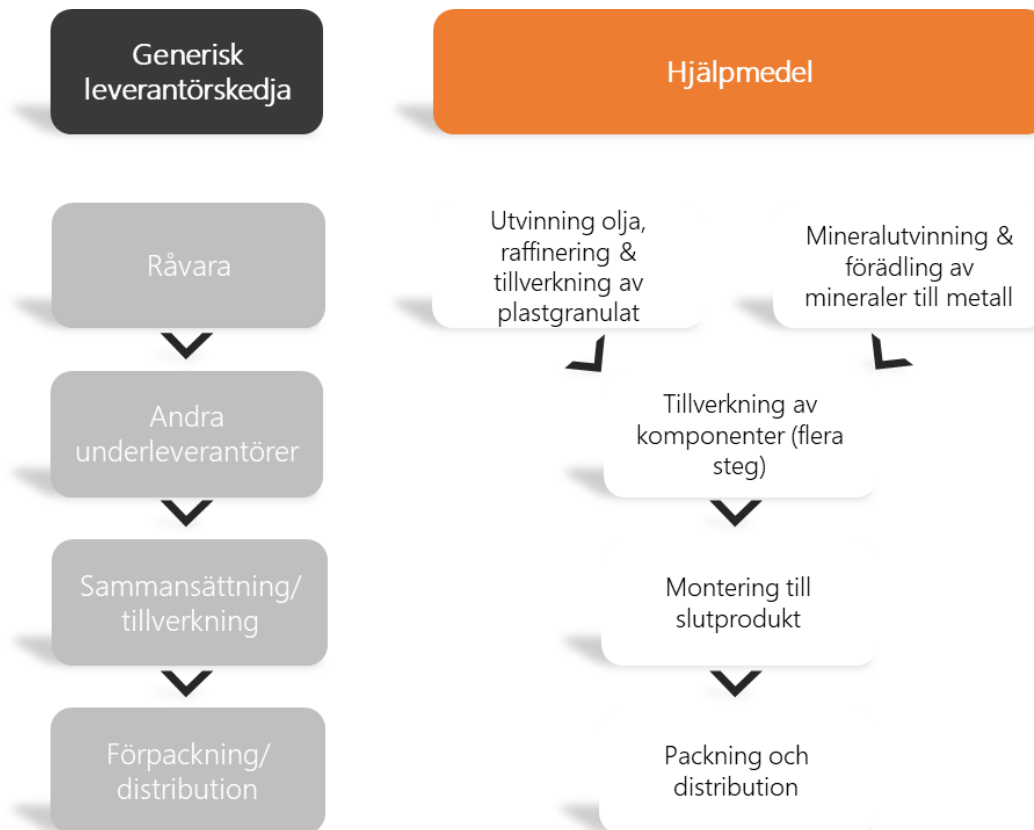 Generisk
leverantörskedja
Hjälpmedel
Råvara
Utvinning olja,
raffinering &
tillverkning av
plastgranulat
Mineralutvinning &
förädling av
mineraler till metall
Andra
underleverantörer
Tillverkning av
komponenter (flera
steg)
Sammansättning/
tillverkning
Montering till
slutprodukt
Förpackning/
distribution
Packning och
distribution